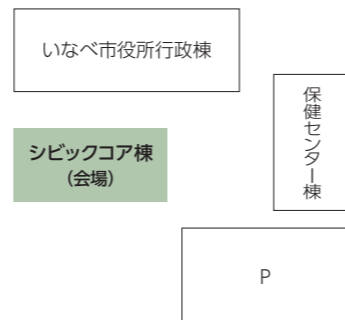 いなべ市役所行政棟
保健センター棟
シビックコア棟
(会場)
P